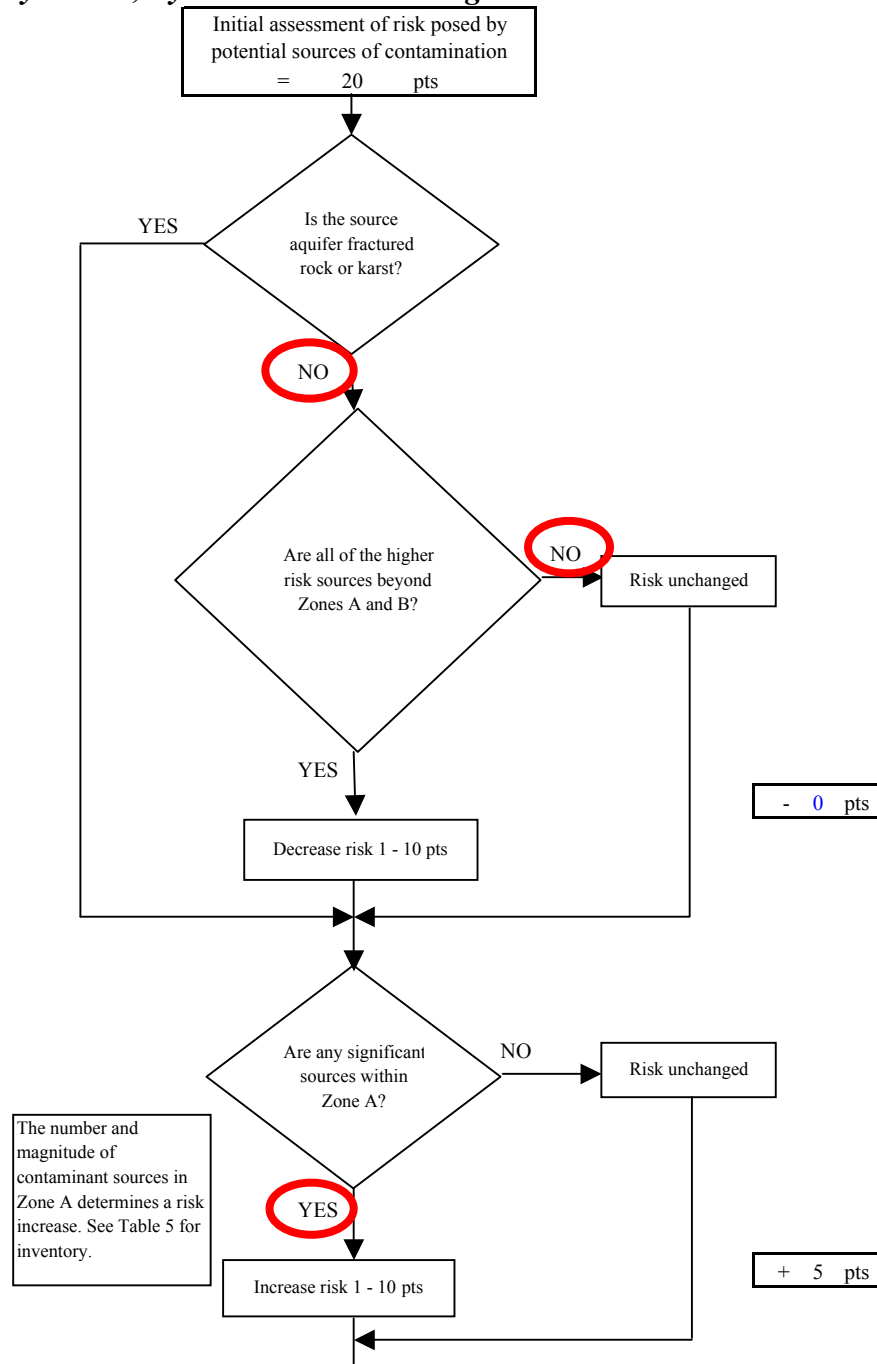 Initial assessment of risk posed by
potential sources of contamination
= 20 pts
YES
Is the source
aquifer fractured
rock or karst?
NO
Are all of the higher
risk sources beyond
Zones A and B?
NO
Risk unchanged
YES
- 0 pts
Decrease risk 1 - 10 pts
Are any significant
sources within
Zone A?
NO
Risk unchanged
The number and
magnitude of
contaminant sources in
Zone A determines a risk
increase. See Table 5 for
inventory.
YES
Increase risk 1 - 10 pts
+ 5 pts